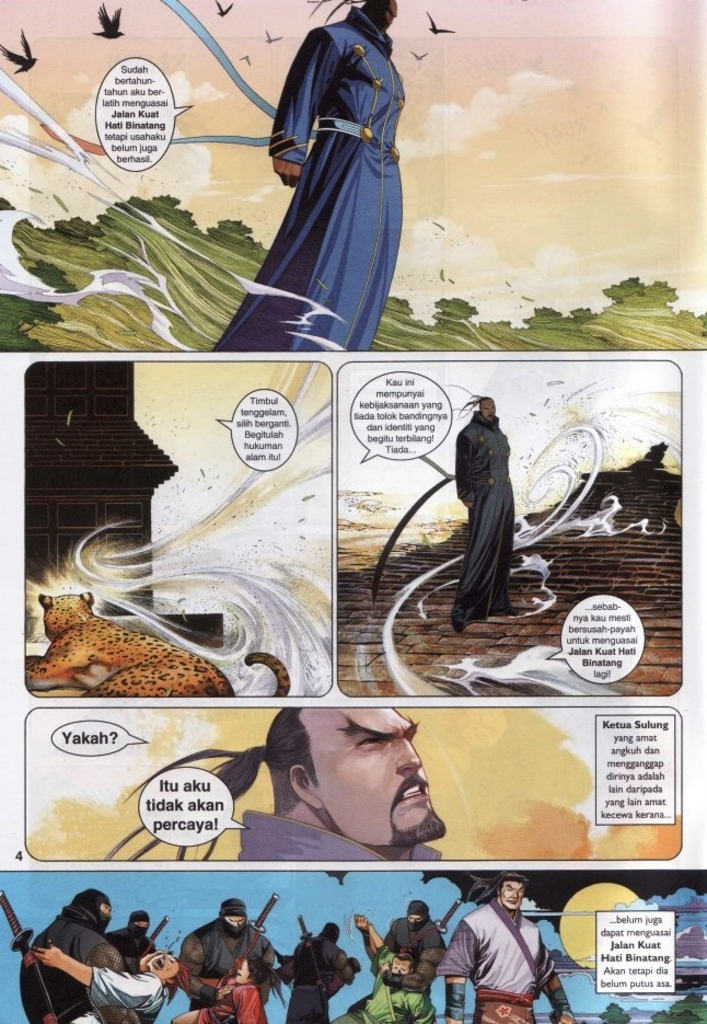 Sudah
bertahun-
tahun aku ber-
latih menguasai
Jalan Kuat
Hati Binatang
tetapi usahaku
belum juga
berhasil.
Timbul
tenggelam,
silih berganti.
Begitulah
hukuman
alam itu!
Kau ini
mempunyai
kebijaksanaan yang
tiada tolok bandingnya
dan identiti yang
begitu terbilang!
Tiada...
...sebab-
nya kau mesti
bersusah-payah
untuk menguasai
Jalan Kuat Hati
Binatang
lagi!
Yakah?
Itu aku
tidak akan
percaya!
Ketua Sulung
yang amat
angkuh dan
mengganggap
dirinya adalah
lain daripada
yang lain amat
kecewa kerana...
4
...belum juga
dapat menguasai
Jalan Kuat
Hati Binatang.
Akan tetapi dia
belum putus asa.